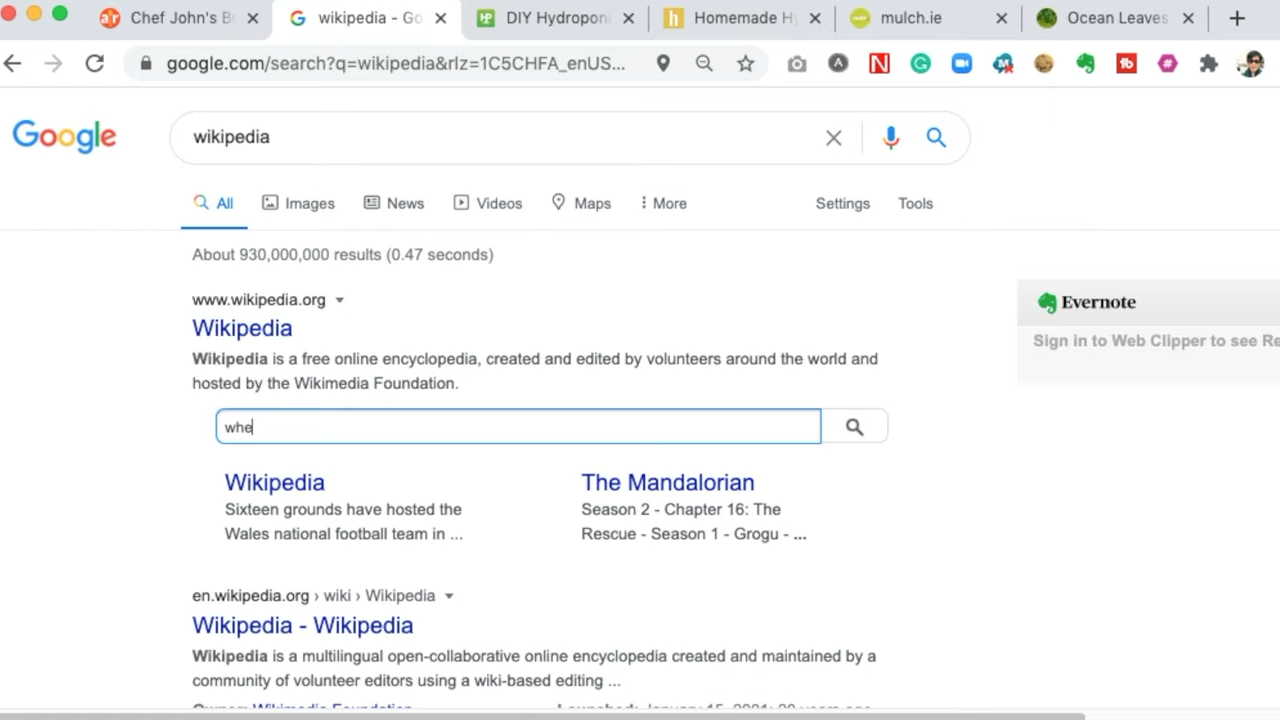 Chef John's B
wikipedia - Go
DIY Hydropon
Homemade Hy
mulch.ie
Ocean Leaves
google.com/search?q=wikipedia&rlz=1C5CHFA_enUS...
Google
wikipedia
All
Images
News
Videos
Maps
More
Settings
Tools
About 930,000,000 results (0.47 seconds)
www.wikipedia.org
Wikipedia
Wikipedia is a free online encyclopedia, created and edited by volunteers around the world and
hosted by the Wikimedia Foundation.
Evernote
Sign in to Web Clipper to see Re
whe
Wikipedia
Sixteen grounds have hosted the
Wales national football team in ...
The Mandalorian
Season 2 - Chapter 16: The
Rescue - Season 1 - Grogu - ...
en.wikipedia.org › wiki › Wikipedia
Wikipedia - Wikipedia
Wikipedia is a multilingual open-collaborative online encyclopedia created and maintained by a
community of volunteer editors using a wiki-based editing ...